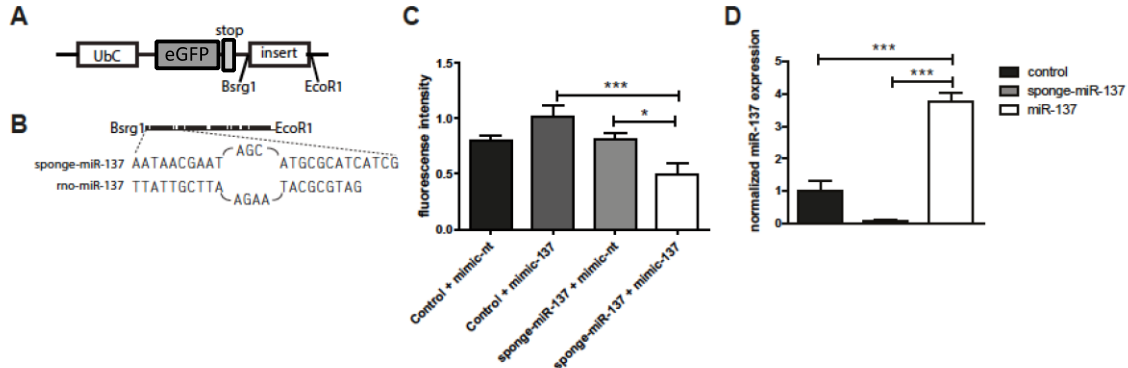 A
stop
UbC
eGFP
insert
Bsrg1
EcoR1
B
Bsrg1
EcoR1
sponge-miR-137 AATAACGAAT AGC ATGCGCATCATCG
rno-miR-137 TTATTGCTTA AGAA TACGCGTAG
C
fluorescense intensity
1.5
1.0
0.5
0.0
***
*
Control + mimic-nt
Control + mimic-137
sponge-miR-137 + mimic-nt
sponge-miR-137 + mimic-137
D
normalized miR-137 expression
5
4
3
2
1
0
***
***
control
sponge-miR-137
miR-137